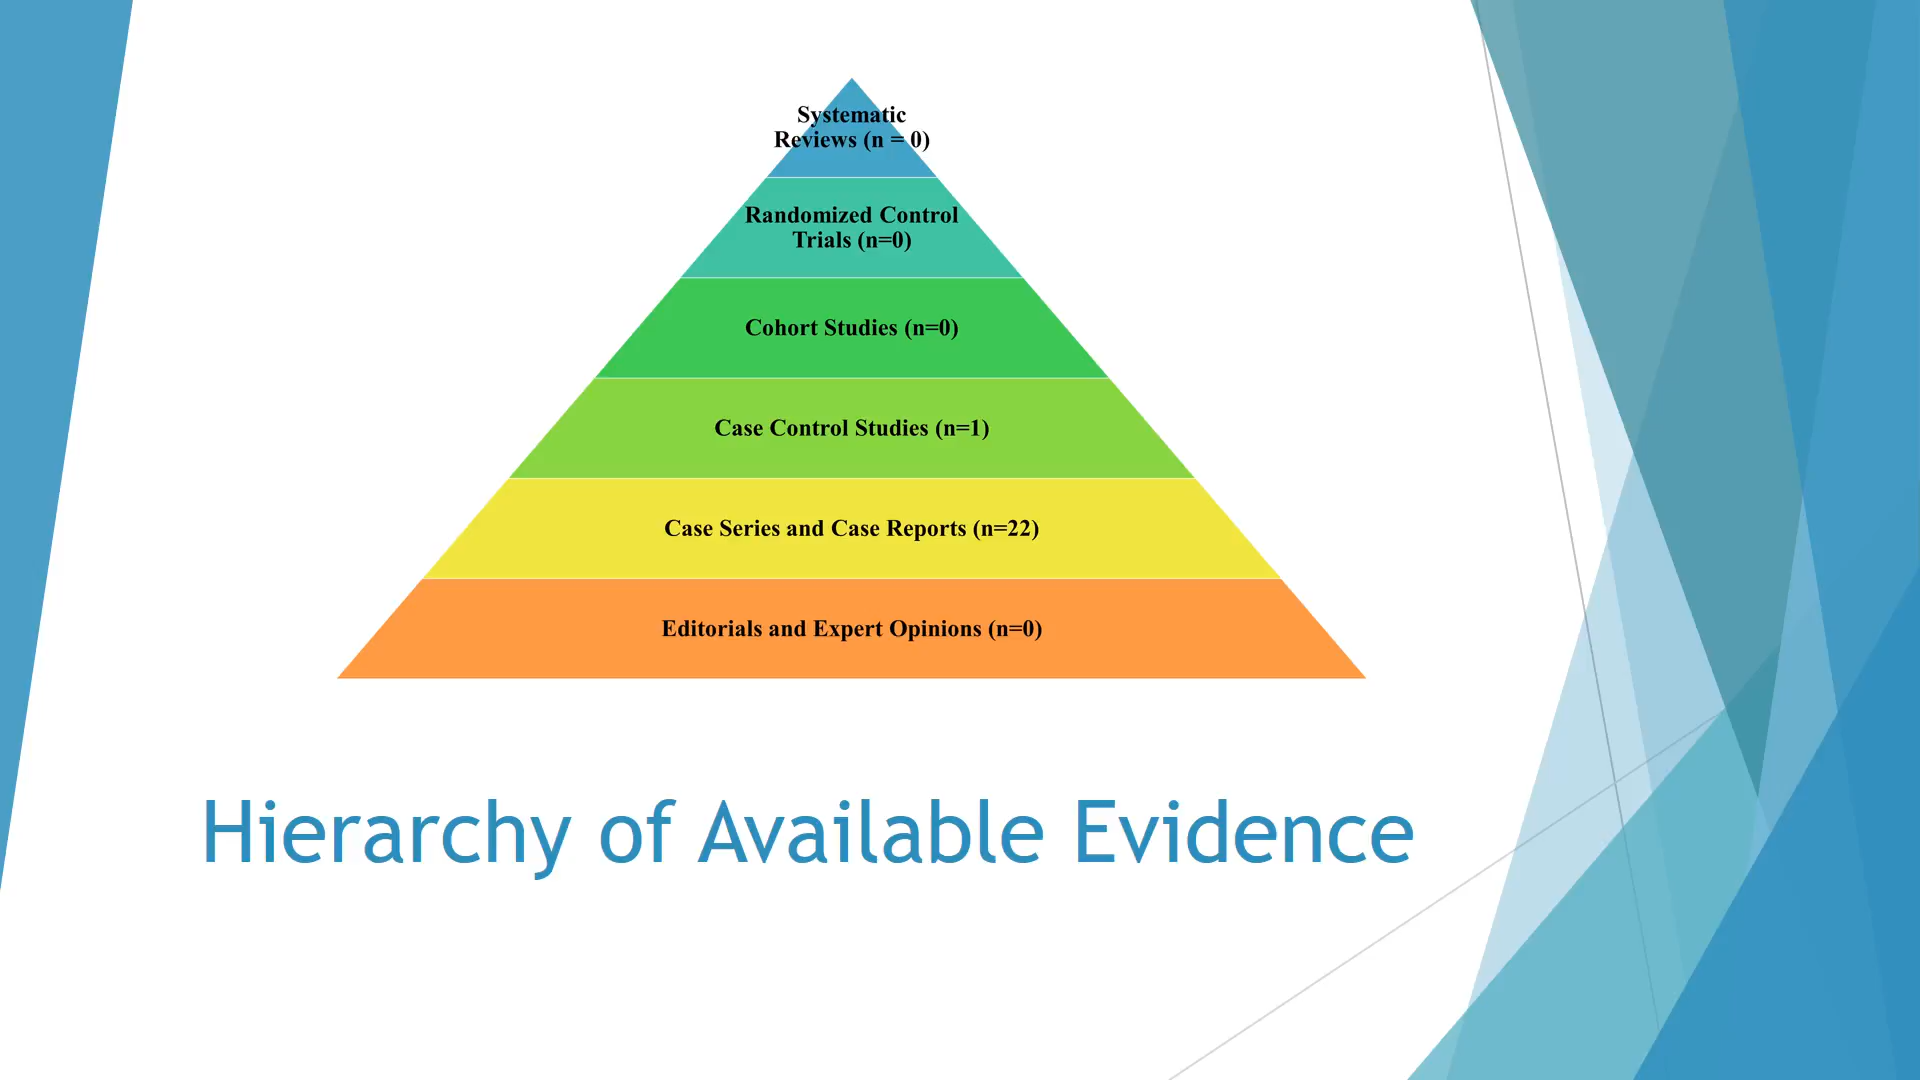 Systematic
Reviews (n = 0)
Randomized Control
Trials (n=0)
Cohort Studies (n=0)
Case Control Studies (n=1)
Case Series and Case Reports (n=22)
Editorials and Expert Opinions (n=0)
Hierarchy of Available Evidence